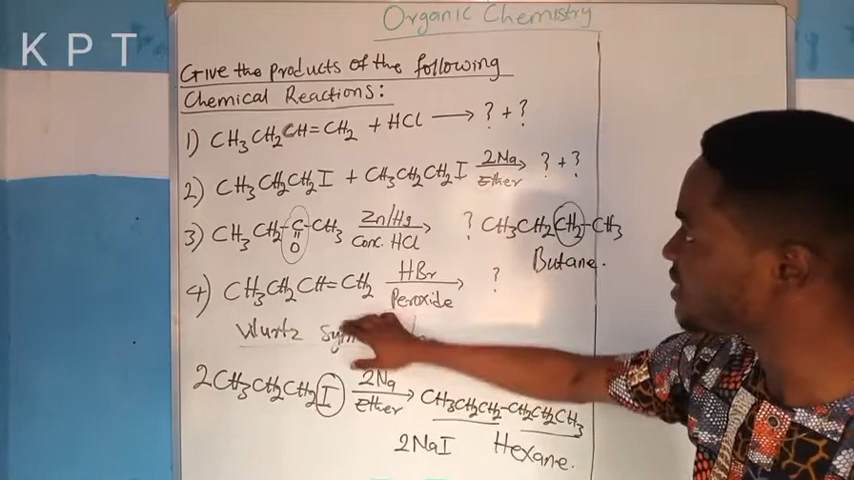 Organic Chemistry
KPT
Give the products of the following
Chemical Reactions:
1) CH₃CH₂CH=CH₂ + HCl ⟶ ? + ?
2) CH₃CH₂CH₂I + CH₃CH₂CH₂I 2Na/Ether → ? + ?
3) CH₃CH₂-C(=O)-CH₃ Zn/Hg / Conc. HCl → ? CH₃CH₂CH₂-CH₃
Butane.
4) CH₃CH₂CH=CH₂ HBr / Peroxide → ?
Wurtz
2CH₃CH₂CH₂I 2Na/Ether → CH₃CH₂CH₂-CH₂CH₂CH₃
2NaI Hexane.